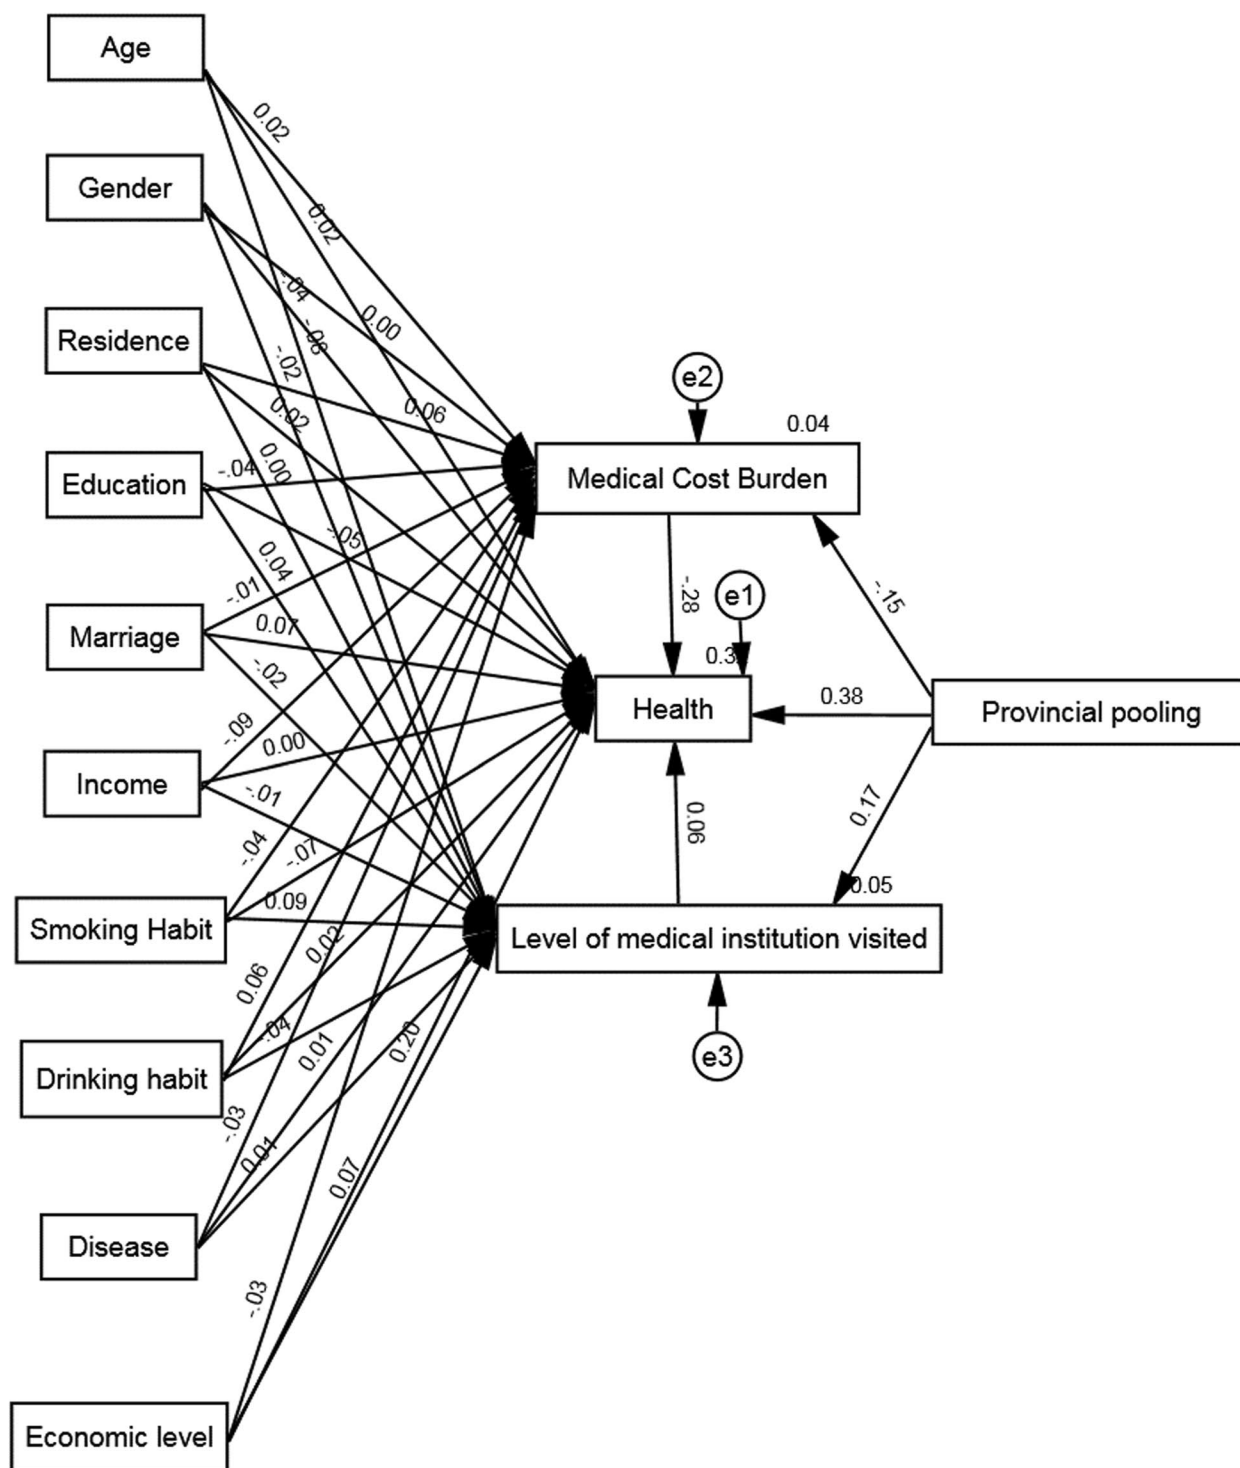 Age
0.02
Gender
0.02
-.04
0.00
-.08
Residence
-.02
e2
0.06
0.02
0.04
0.00
-.04
Medical Cost Burden
Education
-.05
0.04
-.01
-.28
e1
-.15
Marriage
0.07
0.3
-.02
0.38
Health
Provincial pooling
-.09
0.00
Income
-.01
0.06
0.17
-.04
-.07
0.05
0.09
Smoking Habit
0.02
Level of medical institution visited
0.06
-.04
0.20
0.01
e3
Drinking habit
-.03
0.01
0.07
Disease
-.03
Economic level